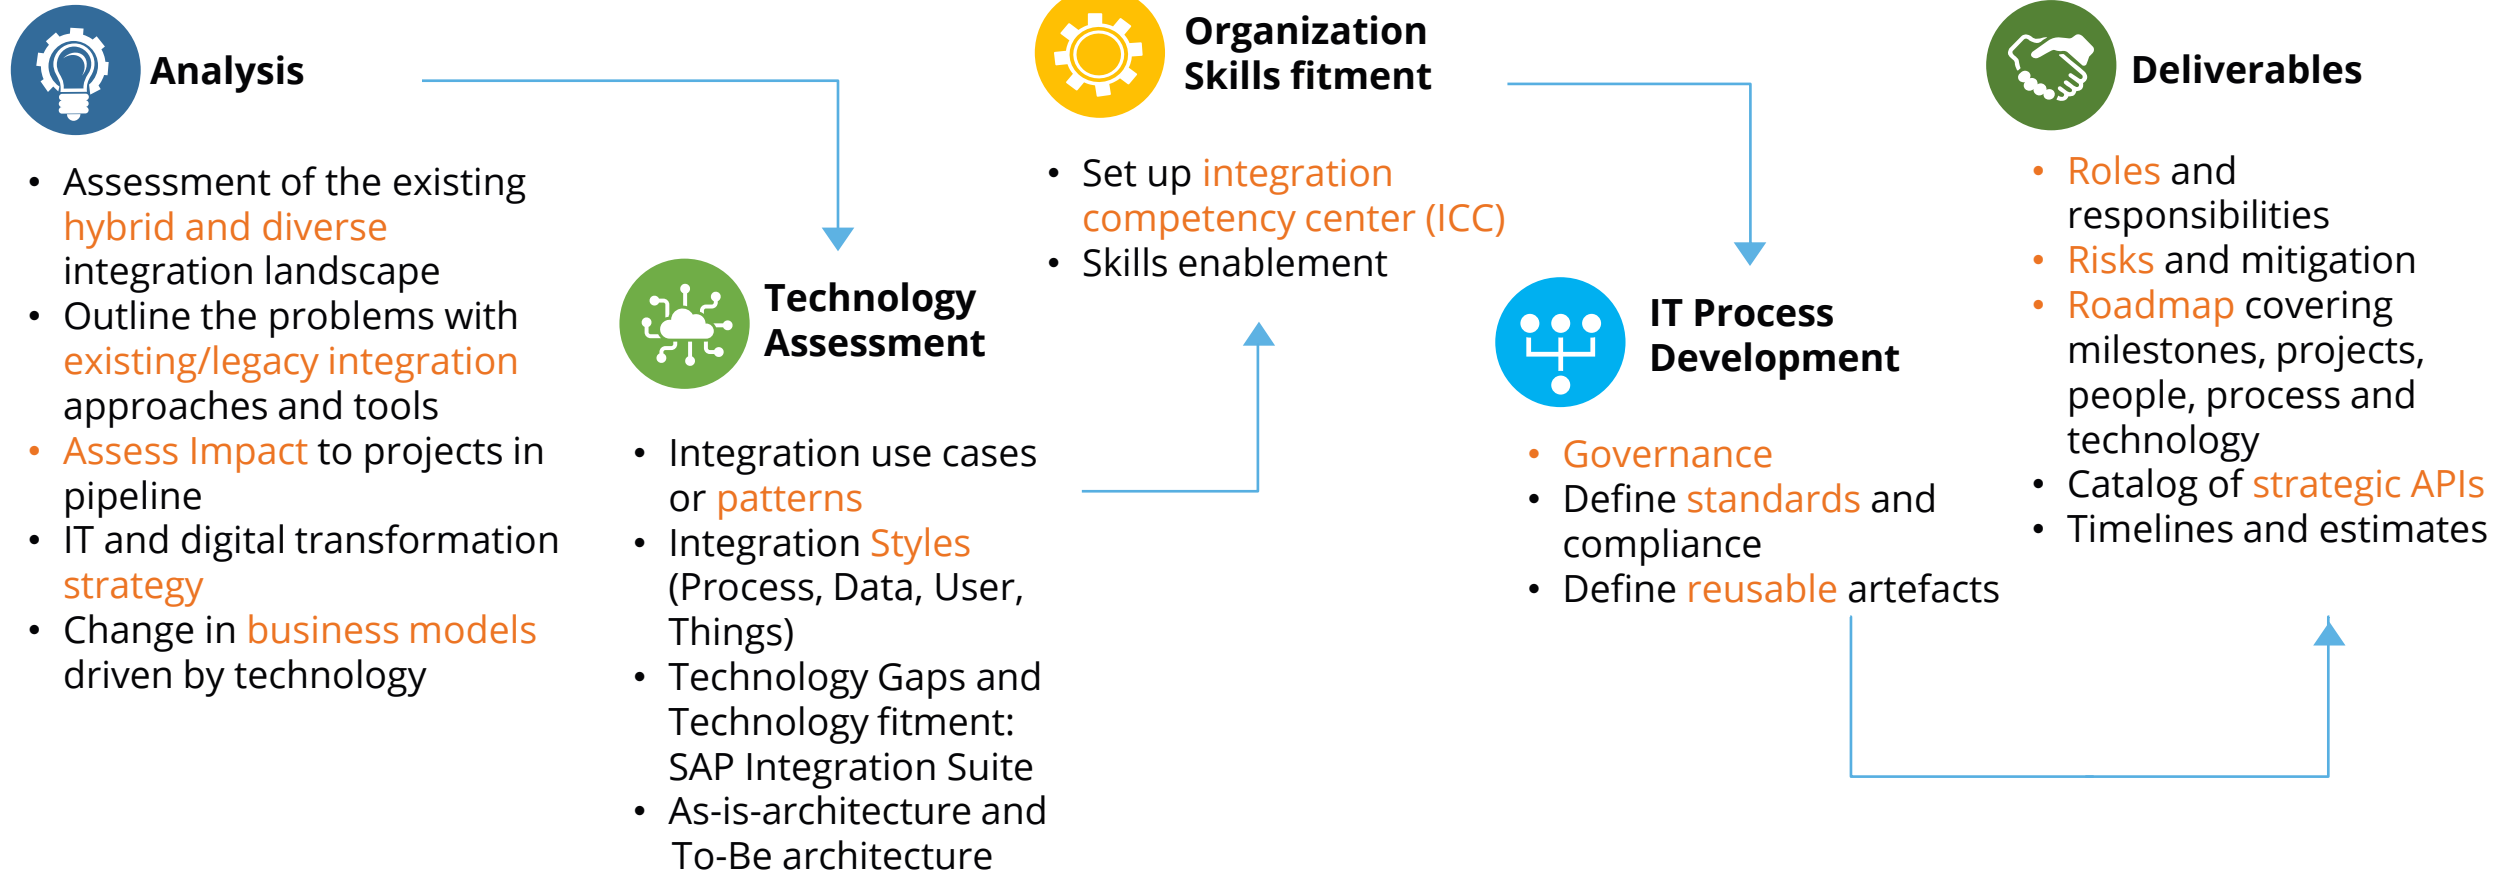 Analysis
• Assessment of the existing
hybrid and diverse
integration landscape
• Outline the problems with
existing/legacy integration
approaches and tools
• Assess Impact to projects in
pipeline
• IT and digital transformation
strategy
• Change in business models
driven by technology
Technology
Assessment
• Integration use cases
or patterns
• Integration Styles
(Process, Data, User,
Things)
• Technology Gaps and
Technology fitment:
SAP Integration Suite
• As-is-architecture and
To-Be architecture
Organization
Skills fitment
• Set up integration
competency center (ICC)
• Skills enablement
IT Process
Development
• Governance
• Define standards and
compliance
• Define reusable artefacts
Deliverables
• Roles and
responsibilities
• Risks and mitigation
• Roadmap covering
milestones, projects,
people, process and
technology
• Catalog of strategic APIs
• Timelines and estimates